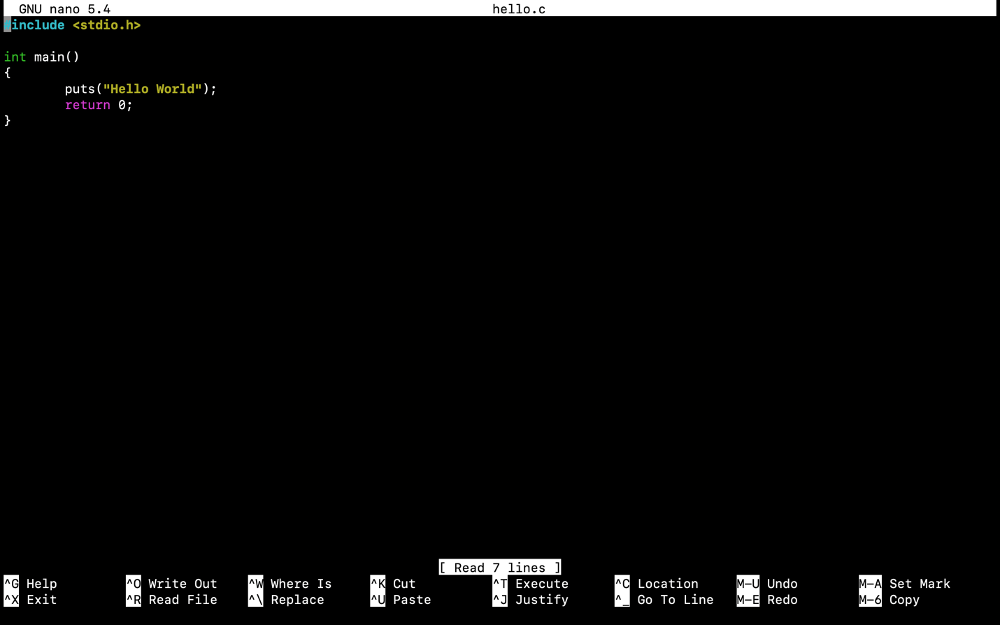 GNU nano 5.4 hello.c
#include <stdio.h>
int main()
{
        puts("Hello World");
        return 0;
}
[ Read 7 lines ]
^G Help ^O Write Out ^W Where Is ^K Cut ^T Execute ^C Location M-U Undo M-A Set Mark
^X Exit ^R Read File ^\ Replace ^U Paste ^J Justify ^_ Go To Line M-E Redo M-6 Copy